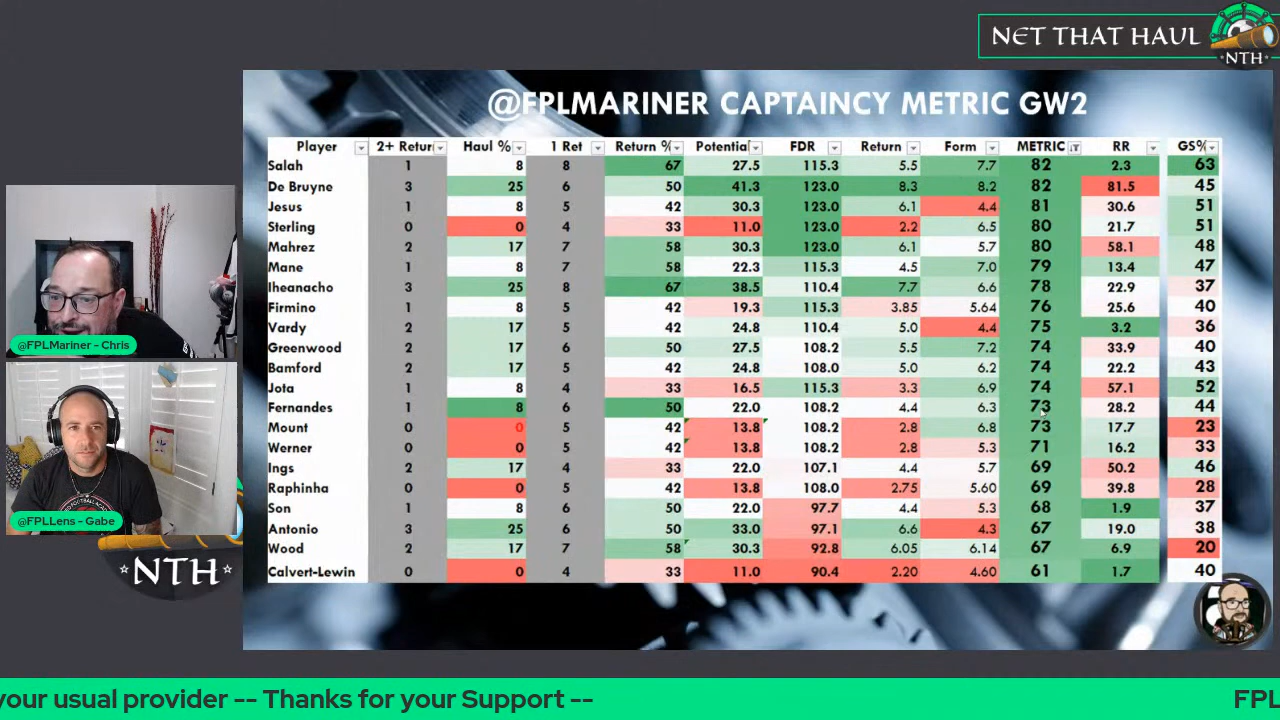 NET THAT HAUL
NTH
@FPLMARINER CAPTAINCY METRIC GW2
Player 2+ Retur Haul % 1 Ret Return % Potential FDR Return Form METRIC RR GS%
Salah 1 8 8 67 27.5 115.3 5.5 7.7 82 2.3 63
De Bruyne 3 25 6 50 41.3 123.0 8.3 8.2 82 81.5 45
Jesus 1 8 5 42 30.3 123.0 6.1 4.4 81 30.6 51
Sterling 0 0 4 33 11.0 123.0 2.2 6.5 80 21.7 51
Mahrez 2 17 7 58 30.3 123.0 6.1 5.7 80 58.1 48
Mane 1 8 7 58 22.3 115.3 4.5 7.0 79 13.4 47
Iheanacho 3 25 8 67 38.5 110.4 7.7 6.6 78 22.9 37
Firmino 1 8 5 42 19.3 115.3 3.85 5.64 76 25.6 40
Vardy 2 17 5 42 24.8 110.4 5.0 4.4 75 3.2 36
Greenwood 2 17 6 50 27.5 108.2 5.5 7.2 74 33.9 40
Bamford 2 17 5 42 24.8 108.0 5.0 6.2 74 22.2 43
Jota 1 8 4 33 16.5 115.3 3.3 6.9 74 57.1 52
Fernandes 1 8 6 50 22.0 108.2 4.4 6.3 73 28.2 44
Mount 0 0 5 42 13.8 108.2 2.8 6.8 73 17.7 23
Werner 0 0 5 42 13.8 108.2 2.8 5.3 71 16.2 33
Ings 2 17 4 33 22.0 107.1 4.4 5.7 69 50.2 46
Raphinha 0 0 5 42 13.8 108.0 2.75 5.60 69 39.8 28
Son 1 8 6 50 22.0 97.7 4.4 5.3 68 1.9 37
Antonio 3 25 6 50 33.0 97.1 6.6 4.3 67 19.0 38
Wood 2 17 7 58 30.3 92.8 6.05 6.14 67 6.9 20
Calvert-Lewin 0 0 4 33 11.0 90.4 2.20 4.60 61 1.7 40
@FPLMariner - Chris
@FPLLens - Gabe
NTH
your usual provider -- Thanks for your Support -- FPL